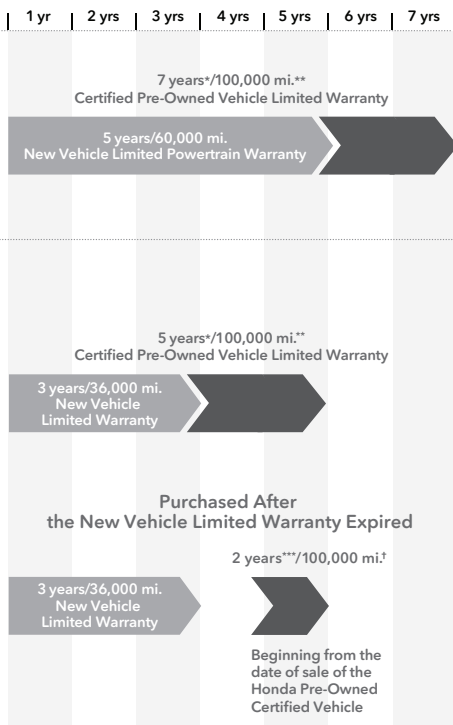 1 yr 2 yrs 3 yrs 4 yrs 5 yrs 6 yrs 7 yrs
7 years*/100,000 mi.**
Certified Pre-Owned Vehicle Limited Warranty
5 years/60,000 mi.
New Vehicle Limited Powertrain Warranty
5 years*/100,000 mi.**
Certified Pre-Owned Vehicle Limited Warranty
3 years/36,000 mi.
New Vehicle
Limited Warranty
Purchased After
the New Vehicle Limited Warranty Expired
2 years***/100,000 mi.†
3 years/36,000 mi.
New Vehicle
Limited Warranty
Beginning from the
date of sale of the
Honda Pre-Owned
Certified Vehicle